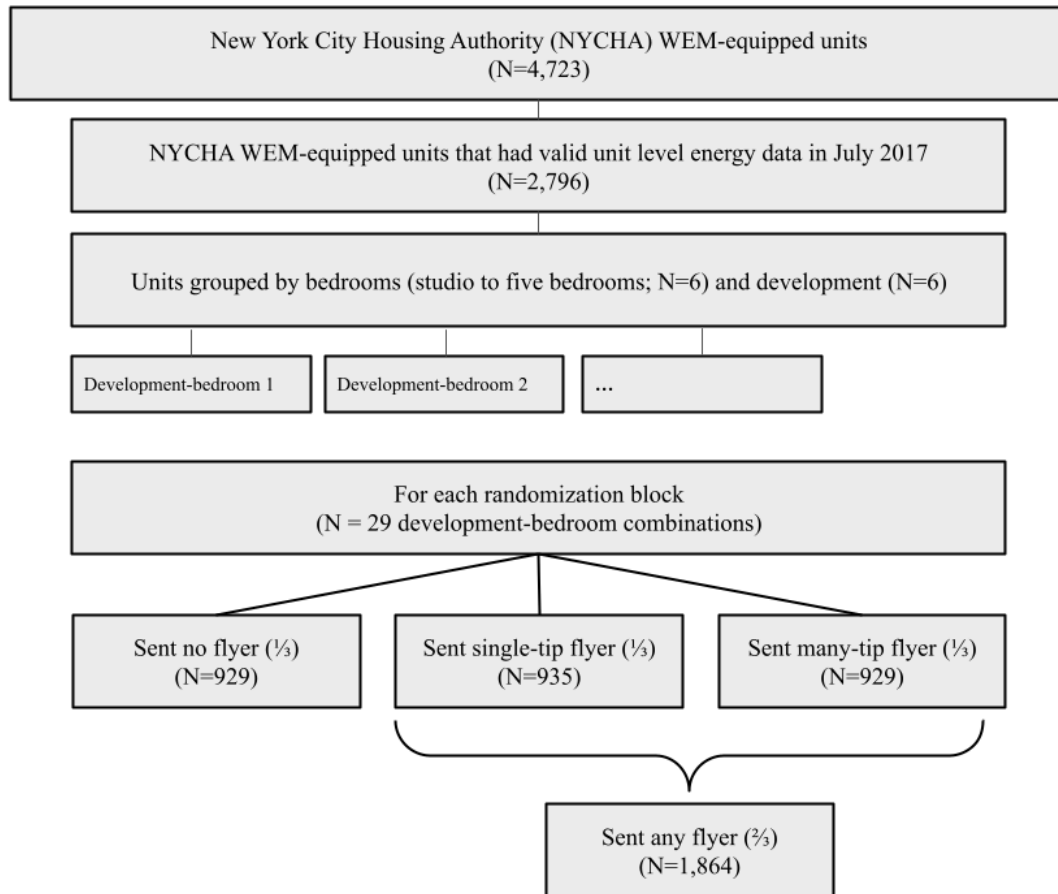 New York City Housing Authority (NYCHA) WEM-equipped units
(N=4,723)
NYCHA WEM-equipped units that had valid unit level energy data in July 2017
(N=2,796)
Units grouped by bedrooms (studio to five bedrooms; N=6) and development (N=6)
Development-bedroom 1
Development-bedroom 2
...
For each randomization block
(N = 29 development-bedroom combinations)
Sent no flyer (⅓)
(N=929)
Sent single-tip flyer (⅓)
(N=935)
Sent many-tip flyer (⅓)
(N=929)
Sent any flyer (⅔)
(N=1,864)